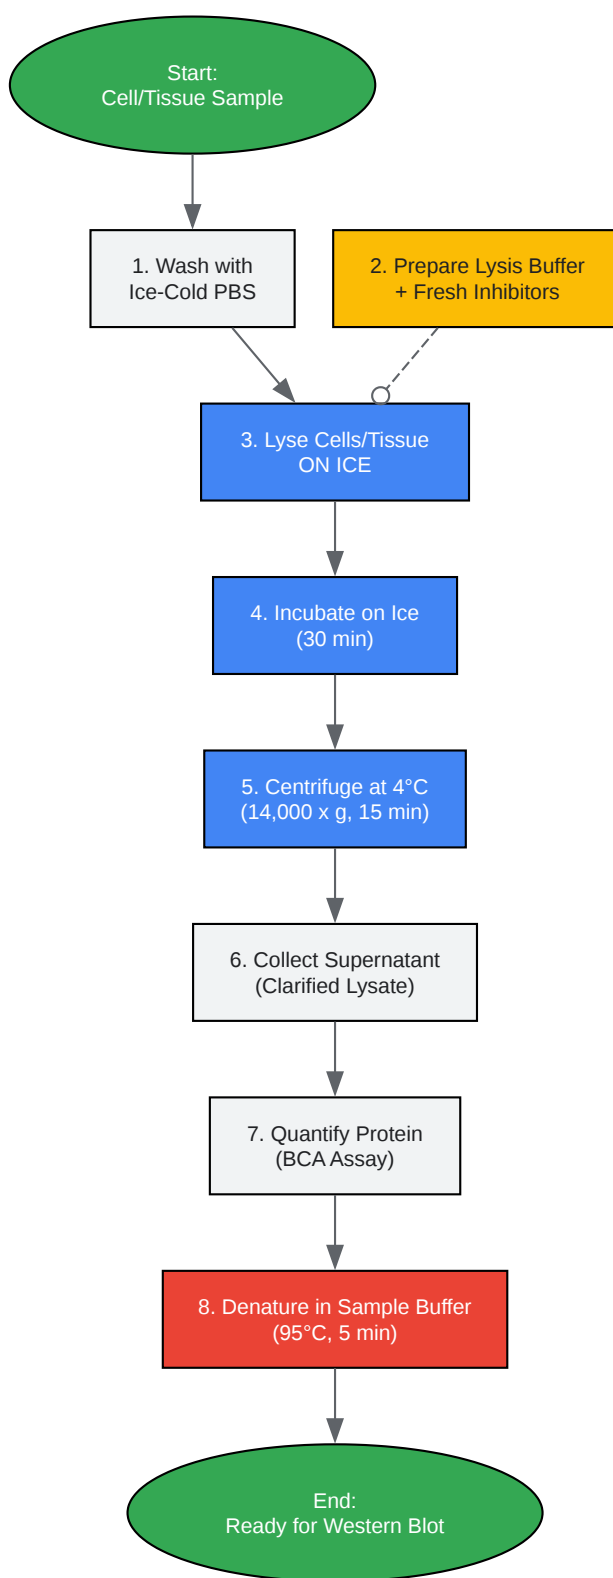 Start:
Cell/Tissue Sample
1. Wash with
Ice-Cold PBS
2. Prepare Lysis Buffer
+ Fresh Inhibitors
3. Lyse Cells/Tissue
ON ICE
4. Incubate on Ice
(30 min)
5. Centrifuge at 4°C
(14,000 x g, 15 min)
6. Collect Supernatant
(Clarified Lysate)
7. Quantify Protein
(BCA Assay)
8. Denature in Sample Buffer
(95°C, 5 min)
End:
Ready for Western Blot